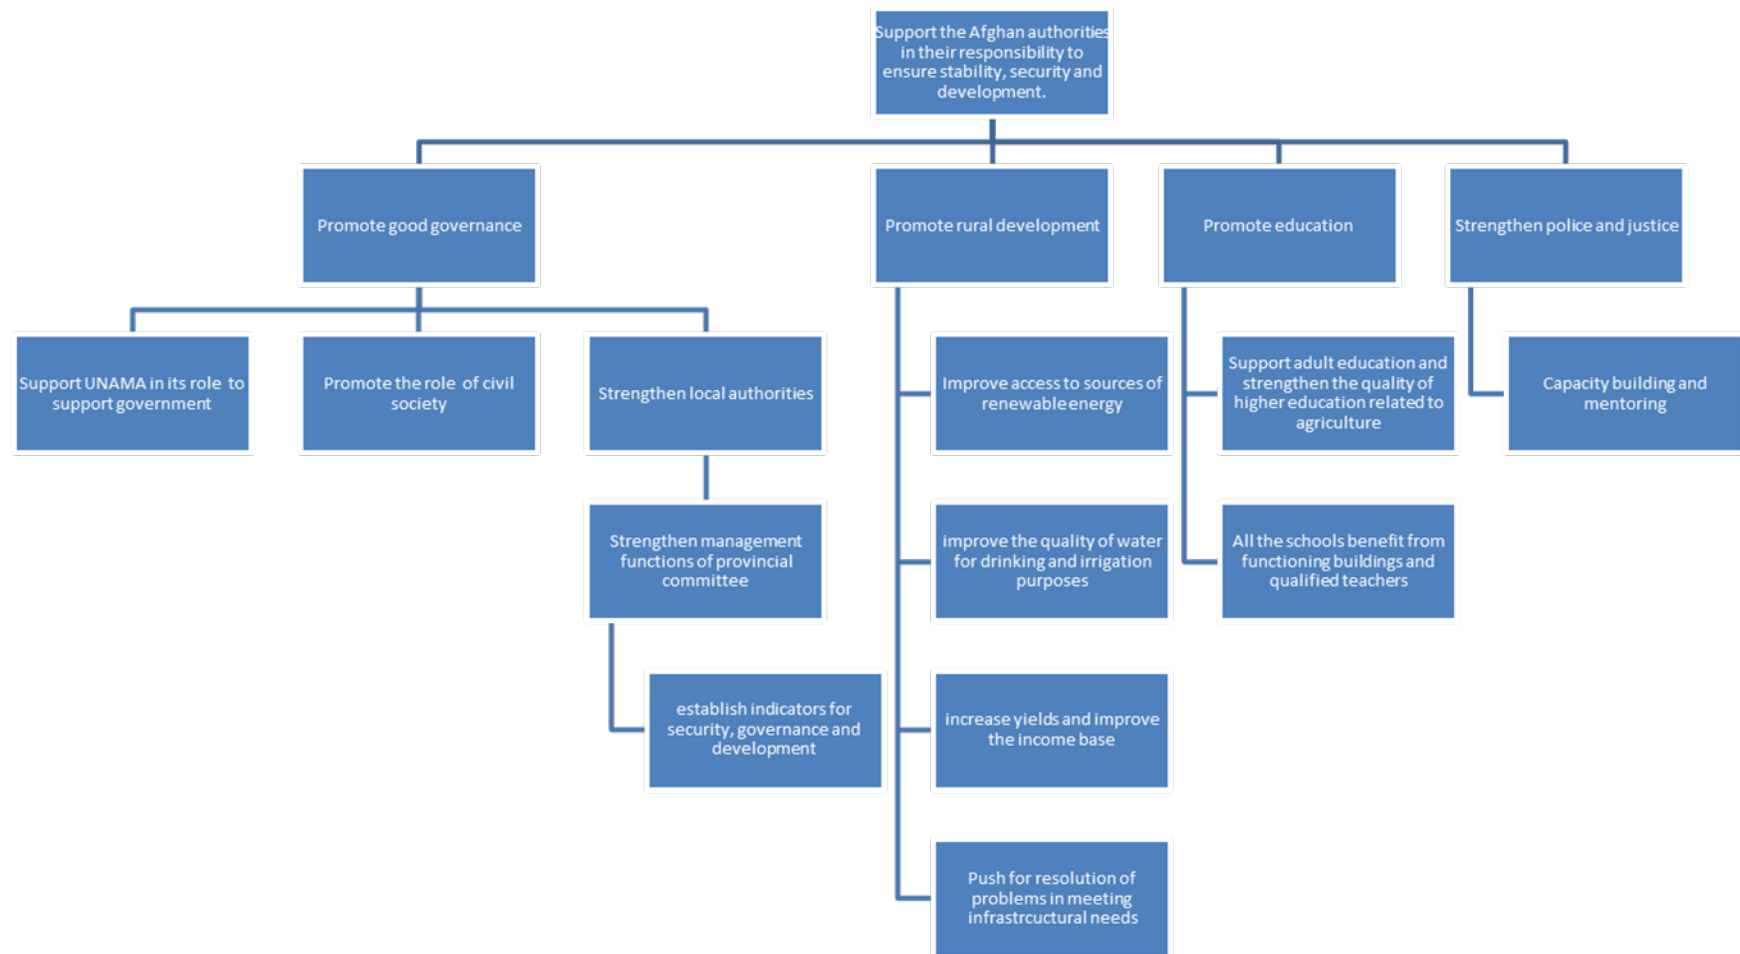 Support the Afghan authorities
in their responsibility to
ensure stability, security and
development.
Promote good governance
Promote rural development
Promote education
Strengthen police and justice
Support UNAMA in its role to
support government
Promote the role of civil
society
Strengthen local authorities
Improve access to sources of
renewable energy
Support adult education and
strengthen the quality of
higher education related to
agriculture
Capacity building and
mentoring
Strengthen management
functions of provincial
committee
improve the quality of water
for drinking and irrigation
purposes
All the schools benefit from
functioning buildings and
qualified teachers
establish indicators for
security, governance and
development
increase yields and improve
the income base
Push for resolution of
problems in meeting
infrastrcuctural needs